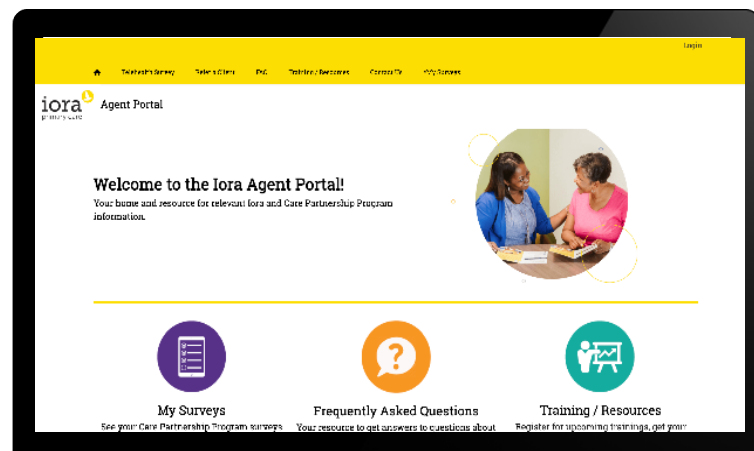 Login
Telehealth Survey Refer a Client FAQ Training / Resources Contact Us My Surveys
iora
primary care
Agent Portal
Welcome to the Iora Agent Portal!
Your home and resource for relevant Iora and Care Partnership Program
information.
My Surveys
See your Care Partnership Program surveys
Frequently Asked Questions
Your resource to get answers to questions about
Training / Resources
Register for upcoming trainings, get your